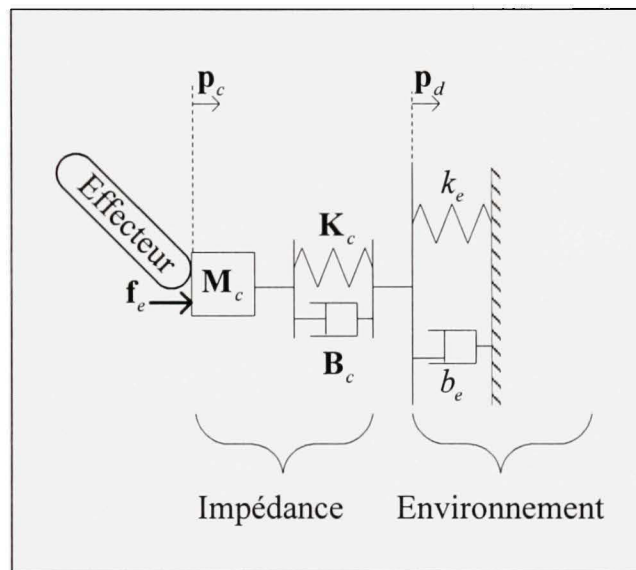 p_c
p_d
Effecteur
k_e
K_c
f_e
M_c
B_c
b_e
Impédance
Environnement